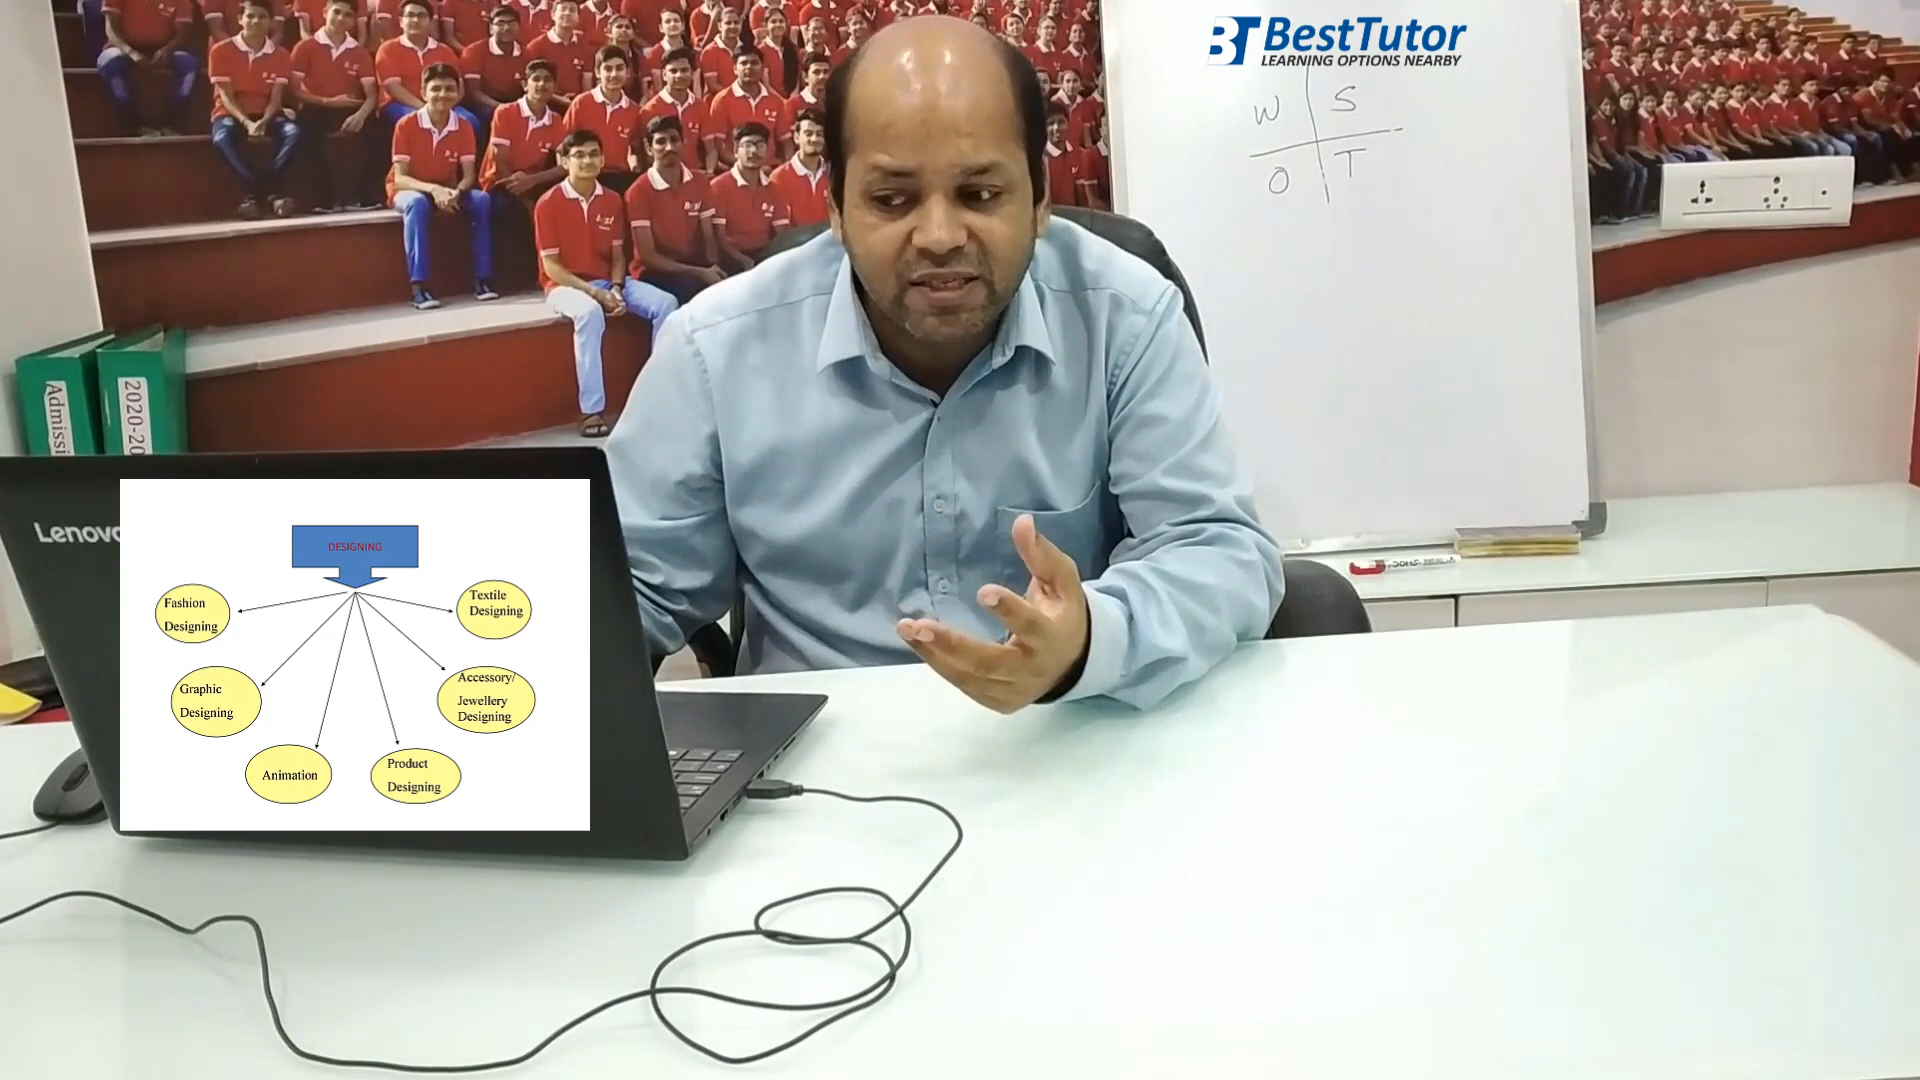 BT BestTutor
LEARNING OPTIONS NEARBY
W S
O T
Admissi
2020-20
Lenovo
DESIGNING
Fashion
Designing
Textile
Designing
Graphic
Designing
Accessory/
Jewellery
Designing
Animation
Product
Designing